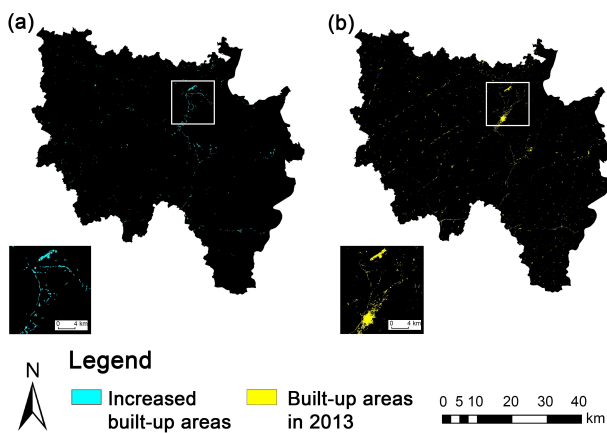 (a)
(b)
0 4 km
0 4 km
Legend
N
Increased
built-up areas
Built-up areas
in 2013
0 5 10 20 30 40
km